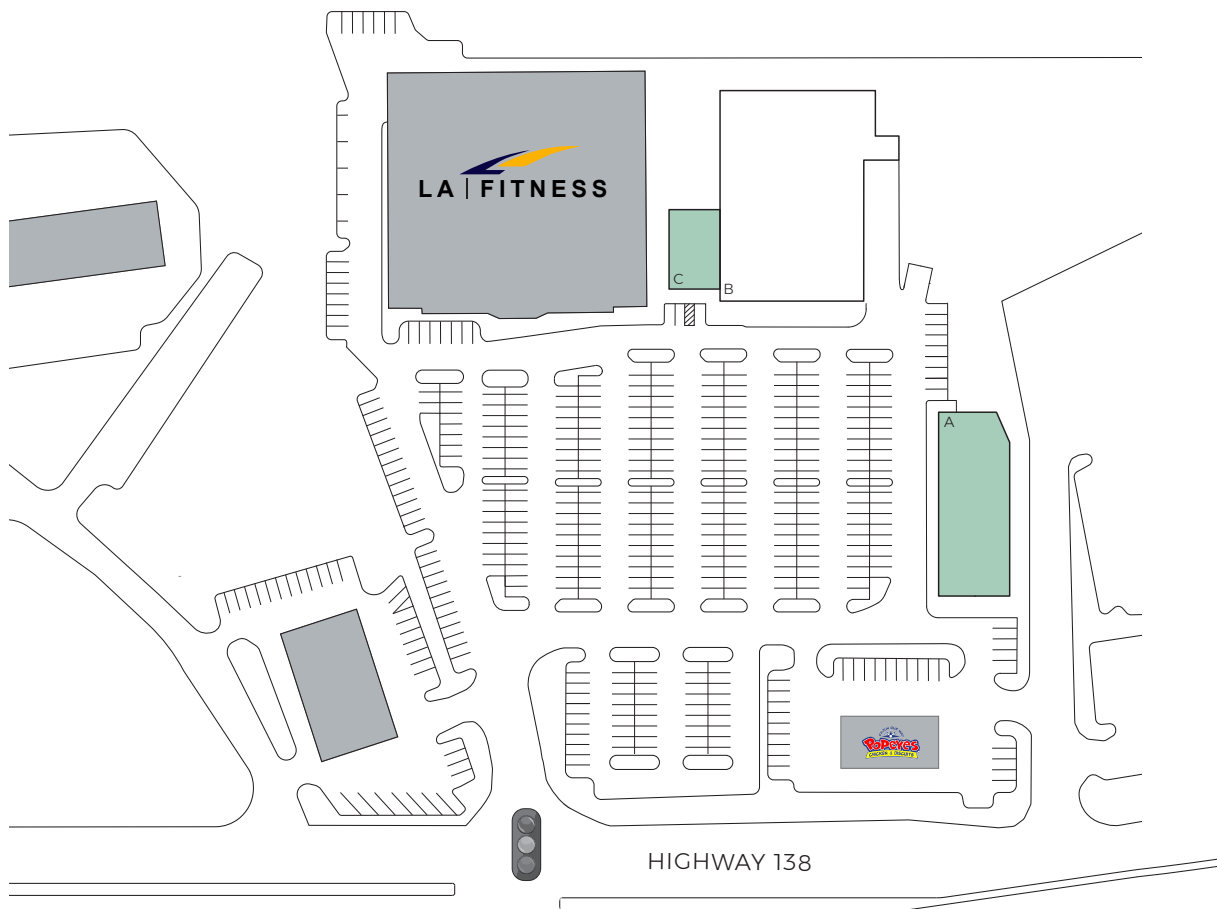 LA FITNESS
C
B
A
POPEYES
CHICKEN & BISCUITS
HIGHWAY 138